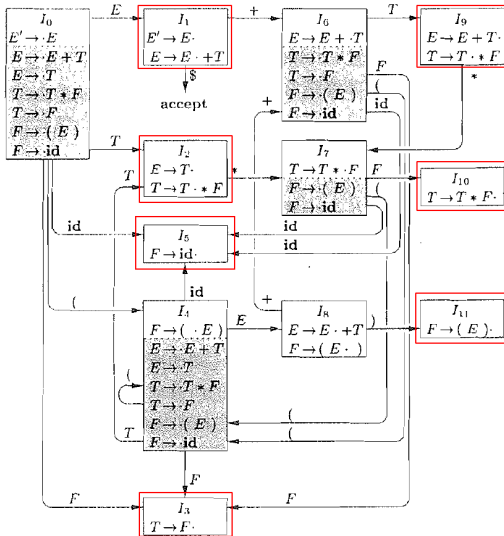 I0
E' → · E
E → · E + T
E → · T
T → · T * F
T → · F
F → · ( E )
F → · id
E
I1
E' → E ·
E → E · + T
$
accept
+
I6
E → E + · T
T → · T * F
T → · F
F → · ( E )
F → · id
T
I9
E → E + T ·
T → T · * F
F
(
id
*
+
T
I2
E → T ·
T → T · * F
T
*
I7
T → T * · F
F → · ( E )
F → · id
F
(
I10
T → T * F ·
id
I5
F → id ·
id
id
id
(
I4
F → ( · E )
E → · E + T
E → · T
T → · T * F
T → · F
F → · ( E )
F → · id
(
T
E
+
I8
E → E · + T
F → ( E · )
)
I11
F → ( E ) ·
(
(
F
F
I3
T → F ·
F